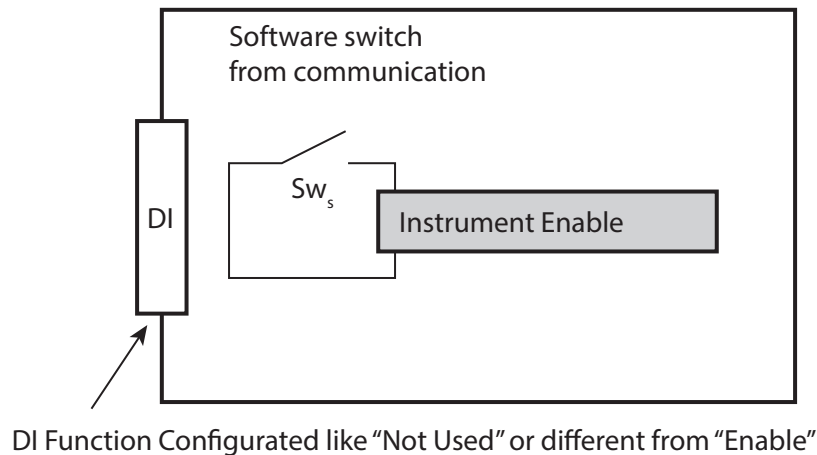 Software switch
from communication
Sws
DI
Instrument Enable
DI Function Configurated like “Not Used” or different from “Enable”